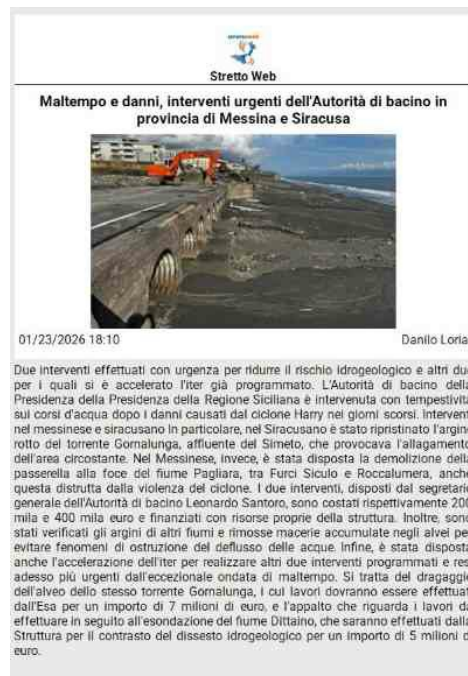 Stretto Web
Maltempo e danni, interventi urgenti dell'Autorità di bacino in
provincia di Messina e Siracusa
01/23/2026 18:10
Danilo Loria
Due interventi effettuati con urgenza per ridurre il rischio idrogeologico e altri du
per i quali si è accelerato l'iter già programmato. L'Autorità di bacino della
Presidenza della Presidenza della Regione Siciliana è intervenuta con tempestività
sui corsi d'acqua dopo i danni causati dal ciclone Harry nei giorni scorsi. Intervent
nel messinese e siracusano In particolare, nel Siracusano è stato ripristinato l'argin
rotto del torrente Gornalunga, affluente del Simeto, che provocava l'allagamento
dell'area circostante. Nel Messinese, invece, è stata disposta la demolizione della
passerella alla foce del fiume Pagliara, tra Furci Siculo e Roccalumera, anche
questa distrutta dalla violenza del ciclone. I due interventi, disposti dal segretario
generale dell'Autorità di bacino Leonardo Santoro, sono costati rispettivamente 200
mila e 400 mila euro e finanziati con risorse proprie della struttura. Inoltre, sono
stati verificati gli argini di altri fiumi e rimosse macerie accumulate negli alvei per
evitare fenomeni di ostruzione del deflusso delle acque. Infine, è stata disposta
anche l'accelerazione dell'iter per realizzare altri due interventi programmati e resi
adesso più urgenti dall'eccezionale ondata di maltempo. Si tratta del dragaggio
dell'alveo dello stesso torrente Gornalunga, i cui lavori dovranno essere effettuat
dall'Esa per un importo di 7 milioni di euro, e l'appalto che riguarda i lavori da
effettuare in seguito all'esondazione del fiume Dittaino, che saranno effettuati dalla
Struttura per il contrasto del dissesto idrogeologico per un importo di 5 milioni d
euro.